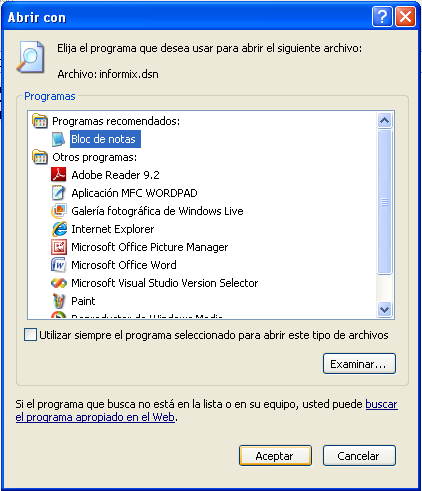 Abrir con
Elija el programa que desea usar para abrir el siguiente archivo:
Archivo: informix.dsn
Programas
Programas recomendados:
Bloc de notas
Otros programas:
Adobe Reader 9.2
Aplicación MFC WORDPAD
Galería fotográfica de Windows Live
Internet Explorer
Microsoft Office Picture Manager
Microsoft Office Word
Microsoft Visual Studio Version Selector
Paint
Reproductor de Windows Media
Utilizar siempre el programa seleccionado para abrir este tipo de archivos
Examinar...
Si el programa que busca no está en la lista o en su equipo, usted puede buscar
el programa apropiado en el Web.
Aceptar
Cancelar